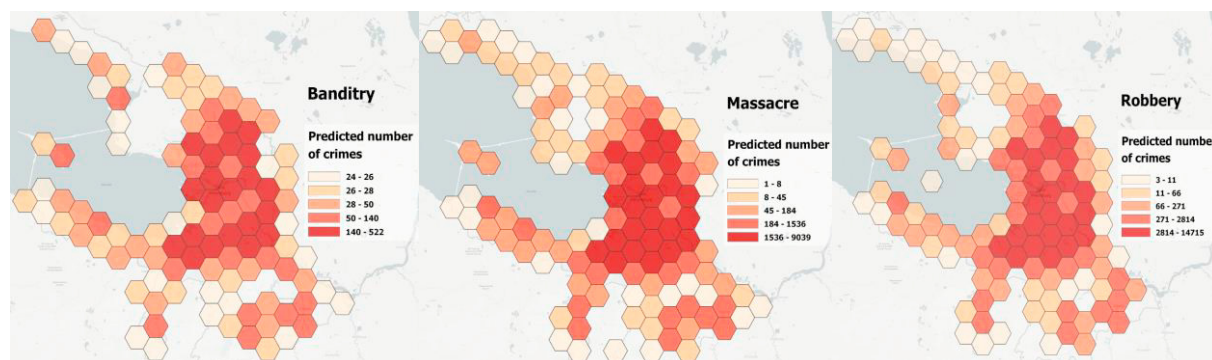 Banditry
Predicted number
of crimes
24 - 26
26 - 28
28 - 50
50 - 140
140 - 522
Massacre
Predicted number
of crimes
1 - 8
8 - 45
45 - 184
184 - 1536
1536 - 9039
Robbery
Predicted numbe
of crimes
3 - 11
11 - 66
66 - 271
271 - 2814
2814 - 14715